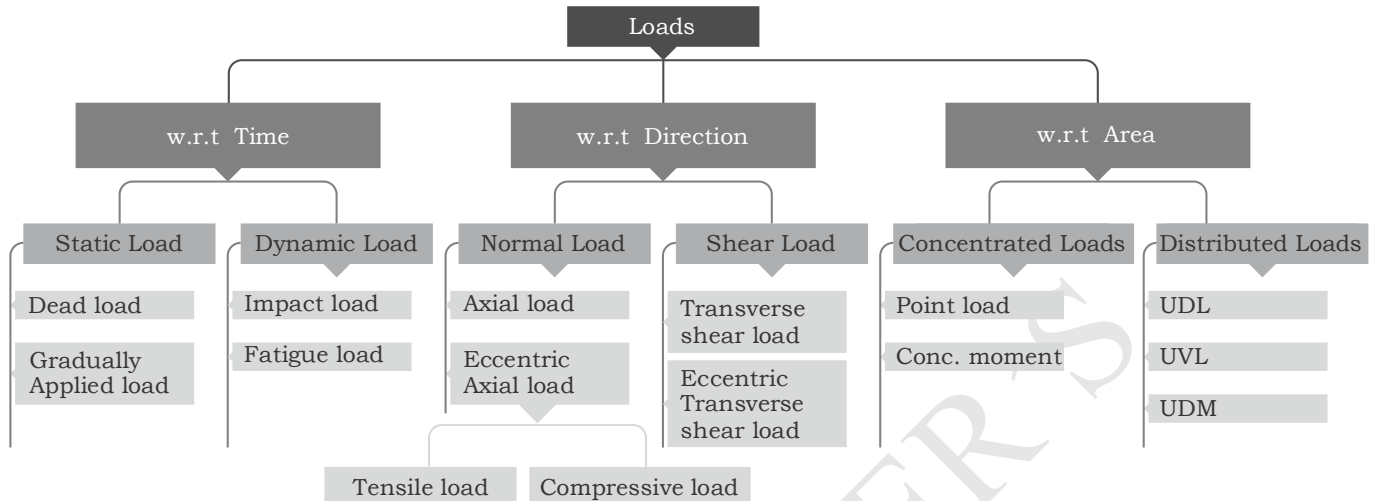 Loads
w.r.t Time
w.r.t Direction
w.r.t Area
Static Load
Dynamic Load
Normal Load
Shear Load
Concentrated Loads
Distributed Loads
Dead load
Gradually
Applied load
Impact load
Fatigue load
Axial load
Eccentric
Axial load
Tensile load
Compressive load
Transverse
shear load
Eccentric
Transverse
shear load
Point load
Conc. moment
UDL
UVL
UDM